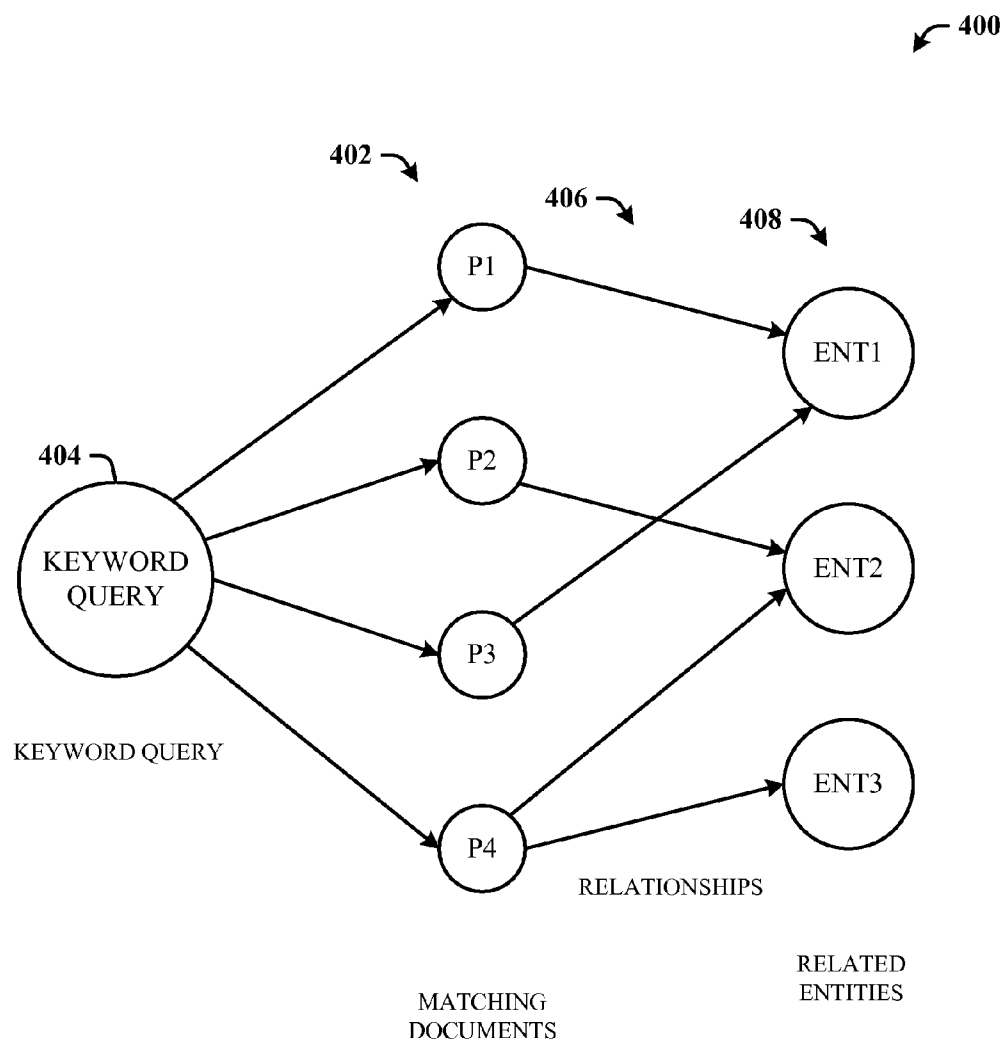 400
402
406
408
P1
ENT1
404
P2
KEYWORD
QUERY
ENT2
P3
KEYWORD QUERY
ENT3
P4
RELATIONSHIPS
RELATED
ENTITIES
MATCHING
DOCUMENTS